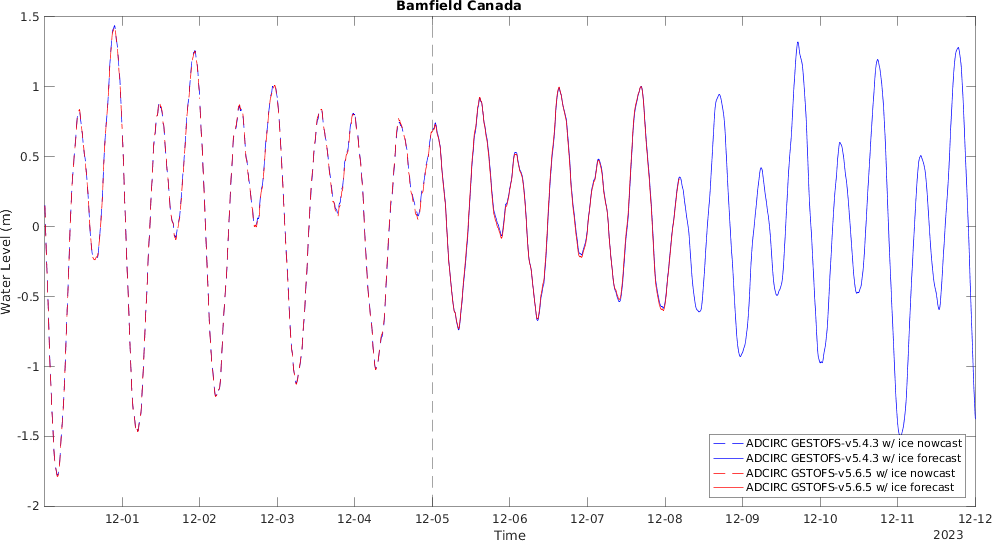 Bamfield Canada
1.5
1
0.5
0
-0.5
-1
-1.5
-2
Water Level (m)
12-01 12-02 12-03 12-04 12-05 12-06 12-07 12-08 12-09 12-10 12-11 12-12
Time
2023
ADCIRC GESTOFS-v5.4.3 w/ ice nowcast
ADCIRC GESTOFS-v5.4.3 w/ ice forecast
ADCIRC GSTOFS-v5.6.5 w/ ice nowcast
ADCIRC GSTOFS-v5.6.5 w/ ice forecast